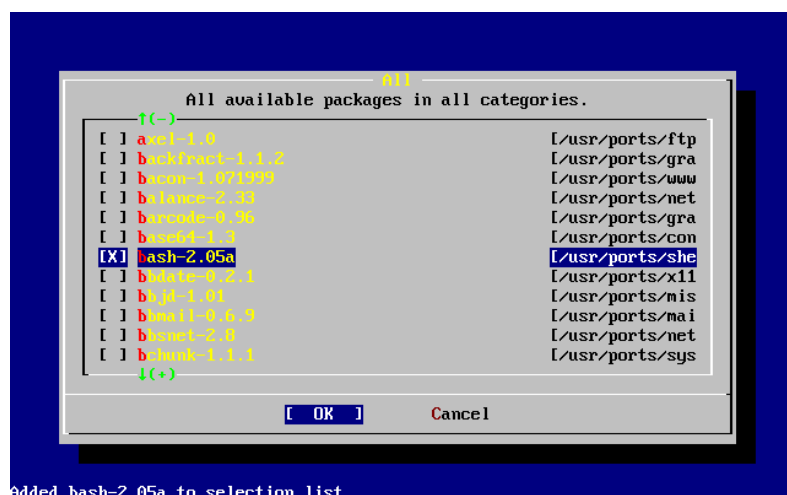 All
All available packages in all categories.
↑(-)
[ ] axel-1.0 [/usr/ports/ftp
[ ] backfract-1.1.2 [/usr/ports/gra
[ ] bacon-1.071999 [/usr/ports/www
[ ] balance-2.33 [/usr/ports/net
[ ] barcode-0.96 [/usr/ports/gra
[ ] base64-1.3 [/usr/ports/con
[X] bash-2.05a [/usr/ports/she
[ ] bbdate-0.2.1 [/usr/ports/x11
[ ] bbjd-1.01 [/usr/ports/mis
[ ] bbmail-0.6.9 [/usr/ports/mai
[ ] bbsnet-2.8 [/usr/ports/net
[ ] bchunk-1.1.1 [/usr/ports/sys
↓(+)
[ OK ] Cancel
Added bash-2.05a to selection list